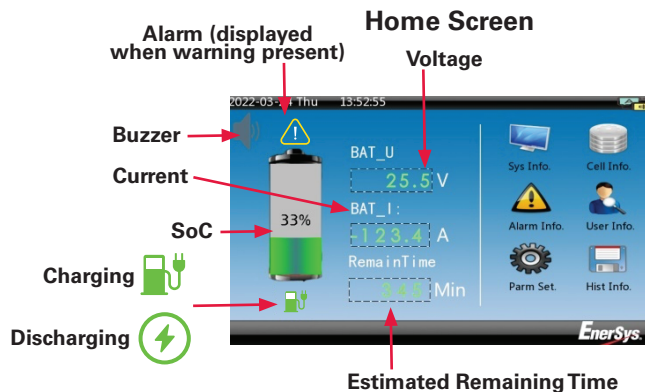 Home Screen
Alarm (displayed
when warning present)
Voltage
2022-03- Thu 13:52:55
Buzzer
BAT_U
25.5 V
Sys Info.
Cell Info.
Current
BAT_I:
33%
-123.4 A
SoC
Alarm Info.
User Info.
RemainTime
345 Min
Charging
Parm Set.
Hist Info.
Discharging
EnerSys.
Estimated Remaining Time